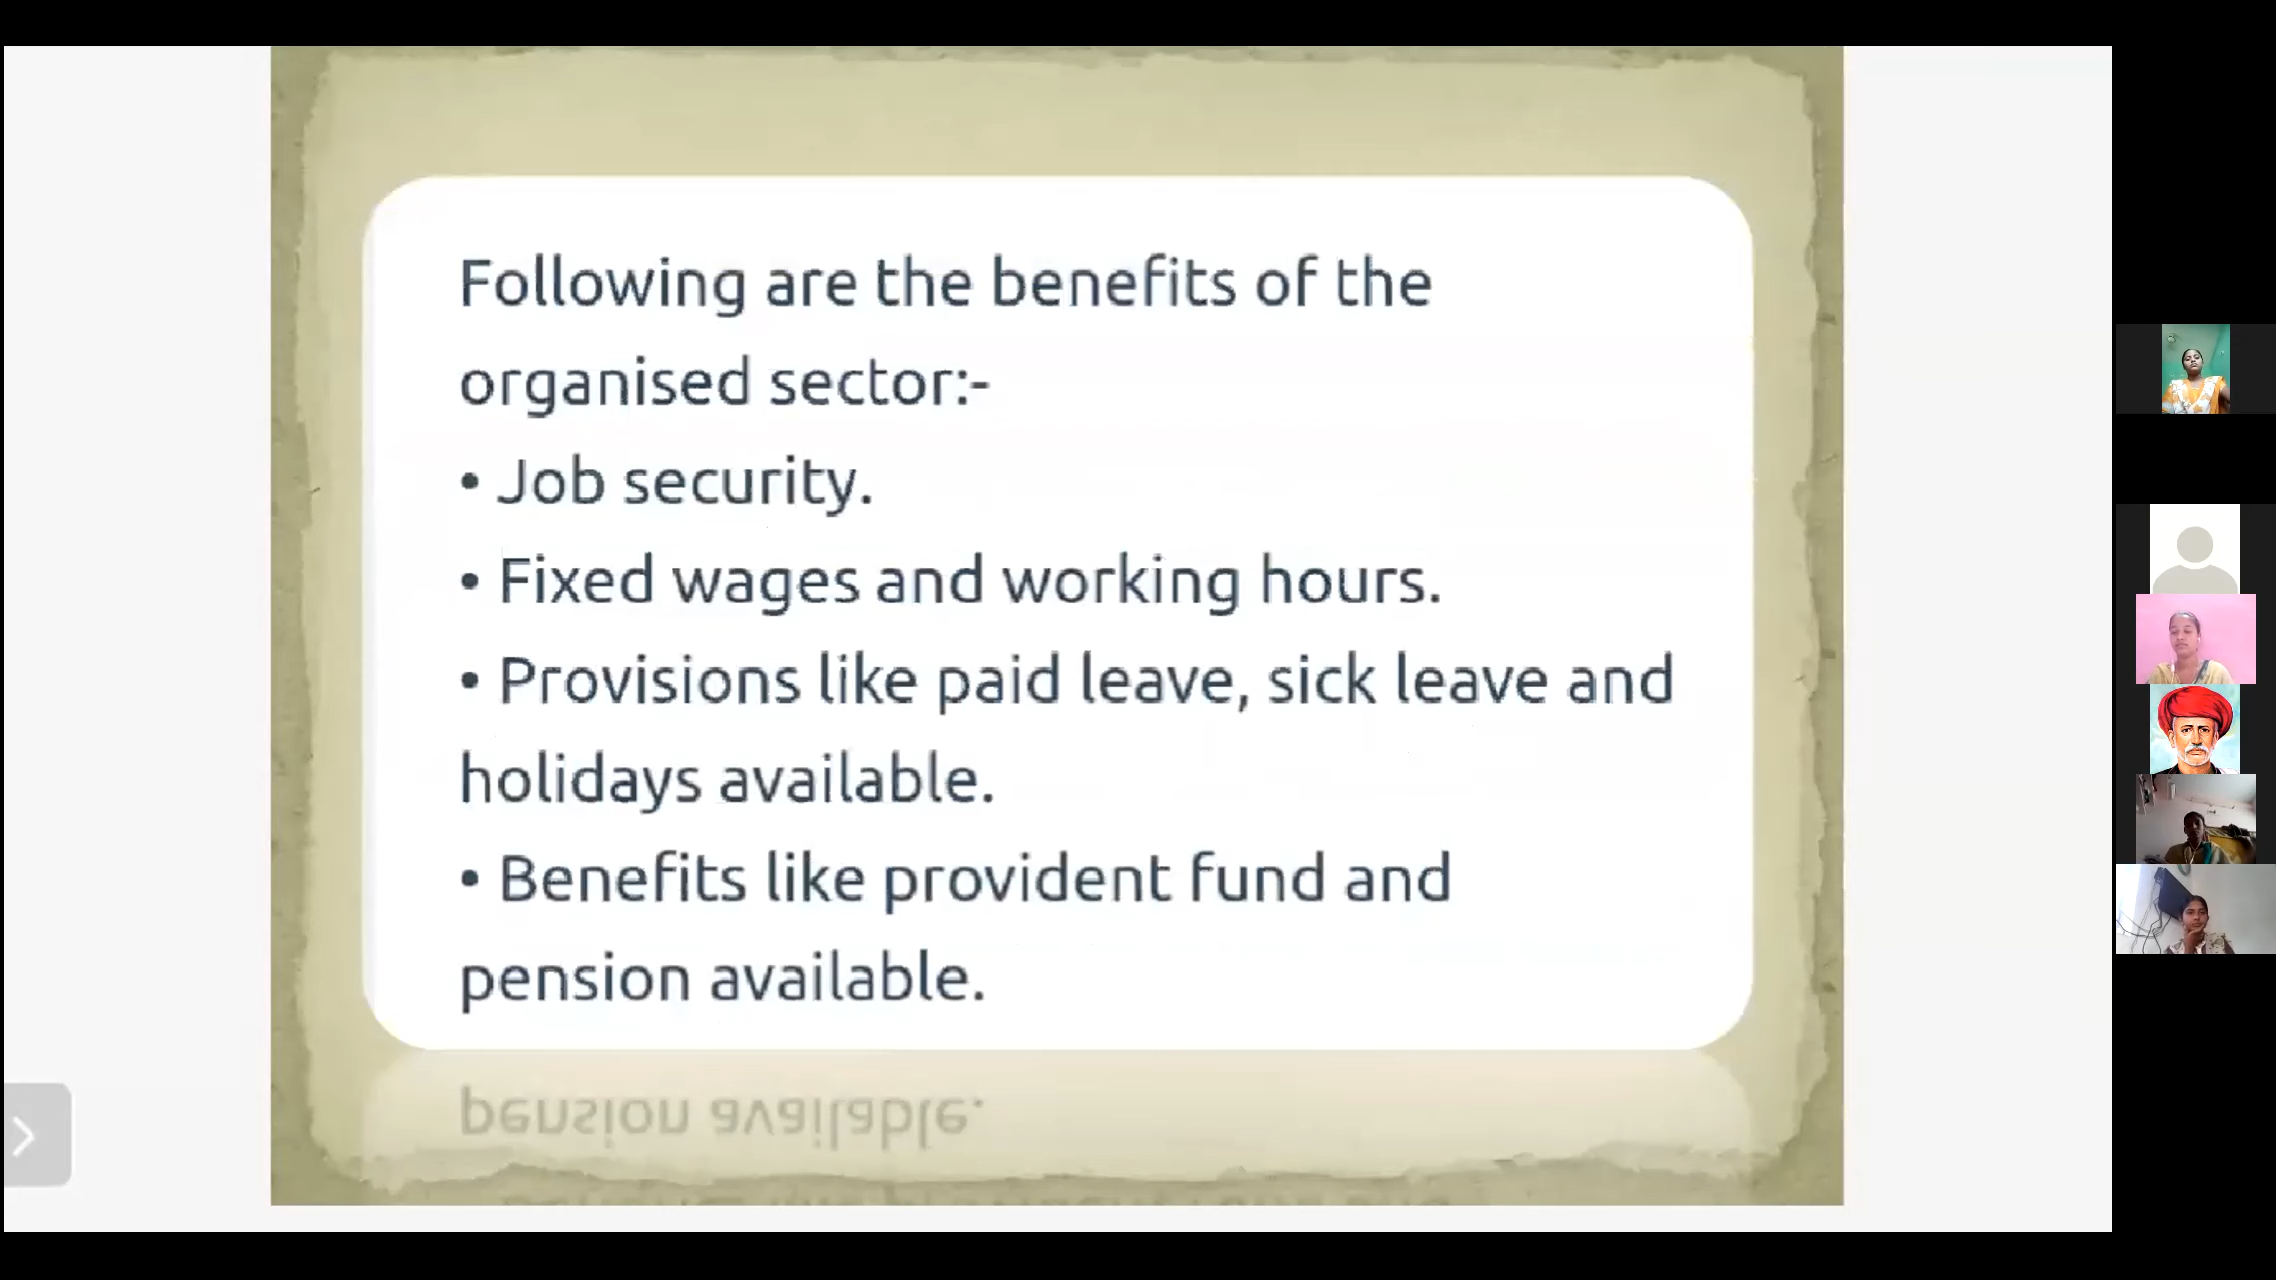 Following are the benefits of the
organised sector:-
• Job security.
• Fixed wages and working hours.
• Provisions like paid leave, sick leave and
holidays available.
• Benefits like provident fund and
pension available.